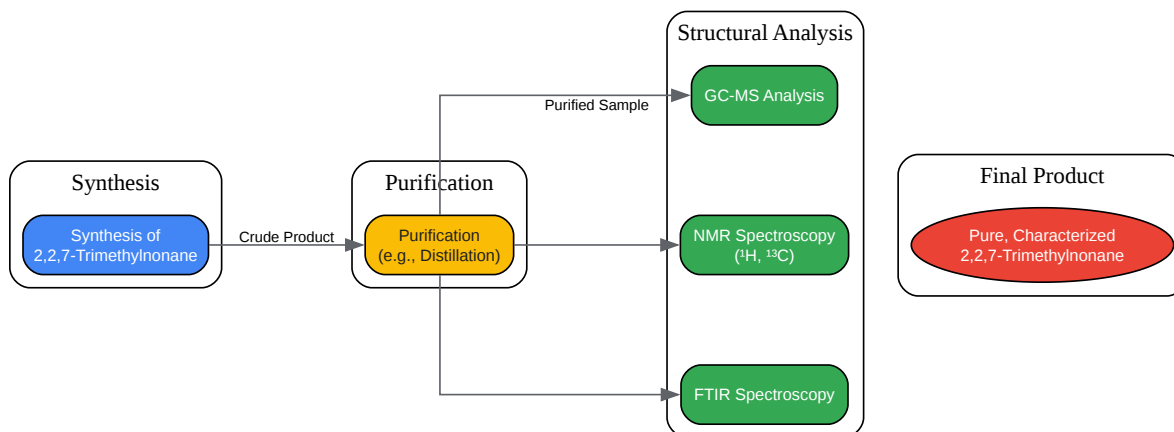 Synthesis
Synthesis of
2,2,7-Trimethylnonane
Crude Product
Purification
Purification
(e.g., Distillation)
Purified Sample
Structural Analysis
GC-MS Analysis
NMR Spectroscopy
(¹H, ¹³C)
FTIR Spectroscopy
Final Product
Pure, Characterized
2,2,7-Trimethylnonane